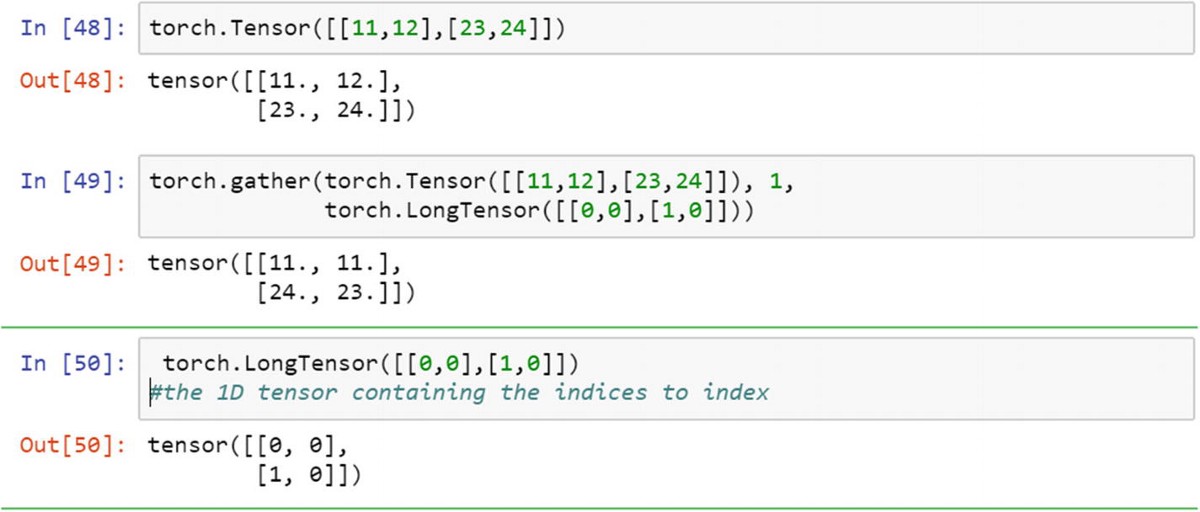 In [48]: torch.Tensor([[11,12],[23,24]])
Out[48]: tensor([[11., 12.],
[23., 24.]])
In [49]: torch.gather(torch.Tensor([[11,12],[23,24]]), 1,
torch.LongTensor([[0,0],[1,0]]))
Out[49]: tensor([[11., 11.],
[24., 23.]])
In [50]: torch.LongTensor([[0,0],[1,0]])
#the 1D tensor containing the indices to index
Out[50]: tensor([[0, 0],
[1, 0]])